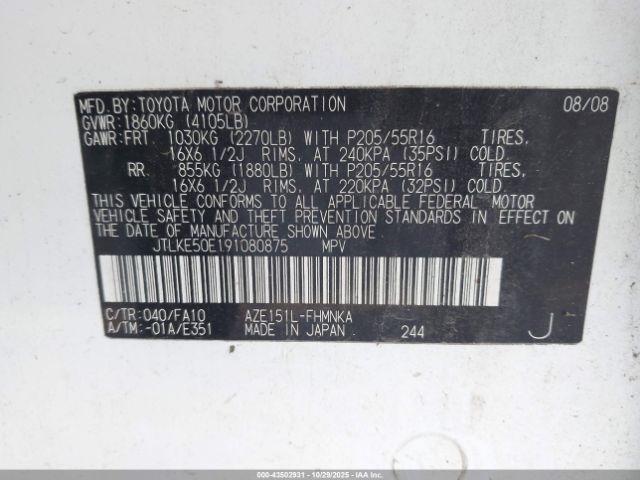 MFD.BY:TOYOTA MOTOR CORPORATION 08/08
GVWR:1860KG (4105LB)
GAWR:FRT. 1030KG (2270LB) WITH P205/55R16 TIRES,
16X6 1/2J RIMS, AT 240KPA (35PSI) COLD
RR. 855KG (1880LB) WITH P205/55R16 TIRES,
16X6 1/2J RIMS, AT 220KPA (32PSI) COLD
THIS VEHICLE CONFORMS TO ALL APPLICABLE FEDERAL MOTOR
VEHICLE SAFETY AND THEFT PREVENTION STANDARDS IN EFFECT ON
THE DATE OF MANUFACTURE SHOWN ABOVE.
JTLKE50E191080875 MPV
C/TR:040/FA10 AZE151L-FHMNKA
A/TM:-01A/E351 MADE IN JAPAN 244 J
000-43502931 - 10/29/2025 - IAAI.COM